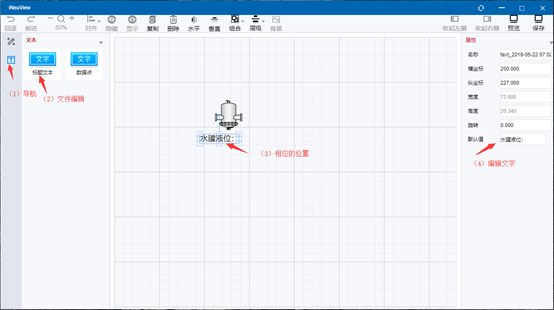 iNeuView
回退 前进 50% 对齐 隐藏 显示 复制 删除 水平 垂直 组合 层级 背景 收起左侧 收起右侧 预览 保存
文本
文字 文字
标题文本 数据点
（1）导航
（2）文件编辑
水罐液位:
（3）相应的位置
属性
名称 text_2019-05-22 07:02
横坐标 200.000
纵坐标 227.000
宽度 72.000
高度 20.340
旋转 0.000
默认值 水罐液位:
（4）编辑文字